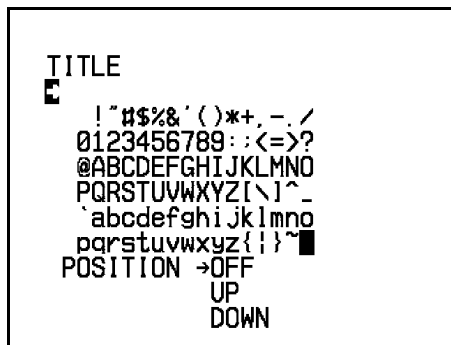 TITLE
!"#$%&'()*+,-./
0123456789:;<=>?
@ABCDEFGHIJKLMNO
PQRSTUVWXYZ[\]^_
`abcdefghijklmno
pqrstuvwxyz{¦}~█
POSITION →OFF
UP
DOWN